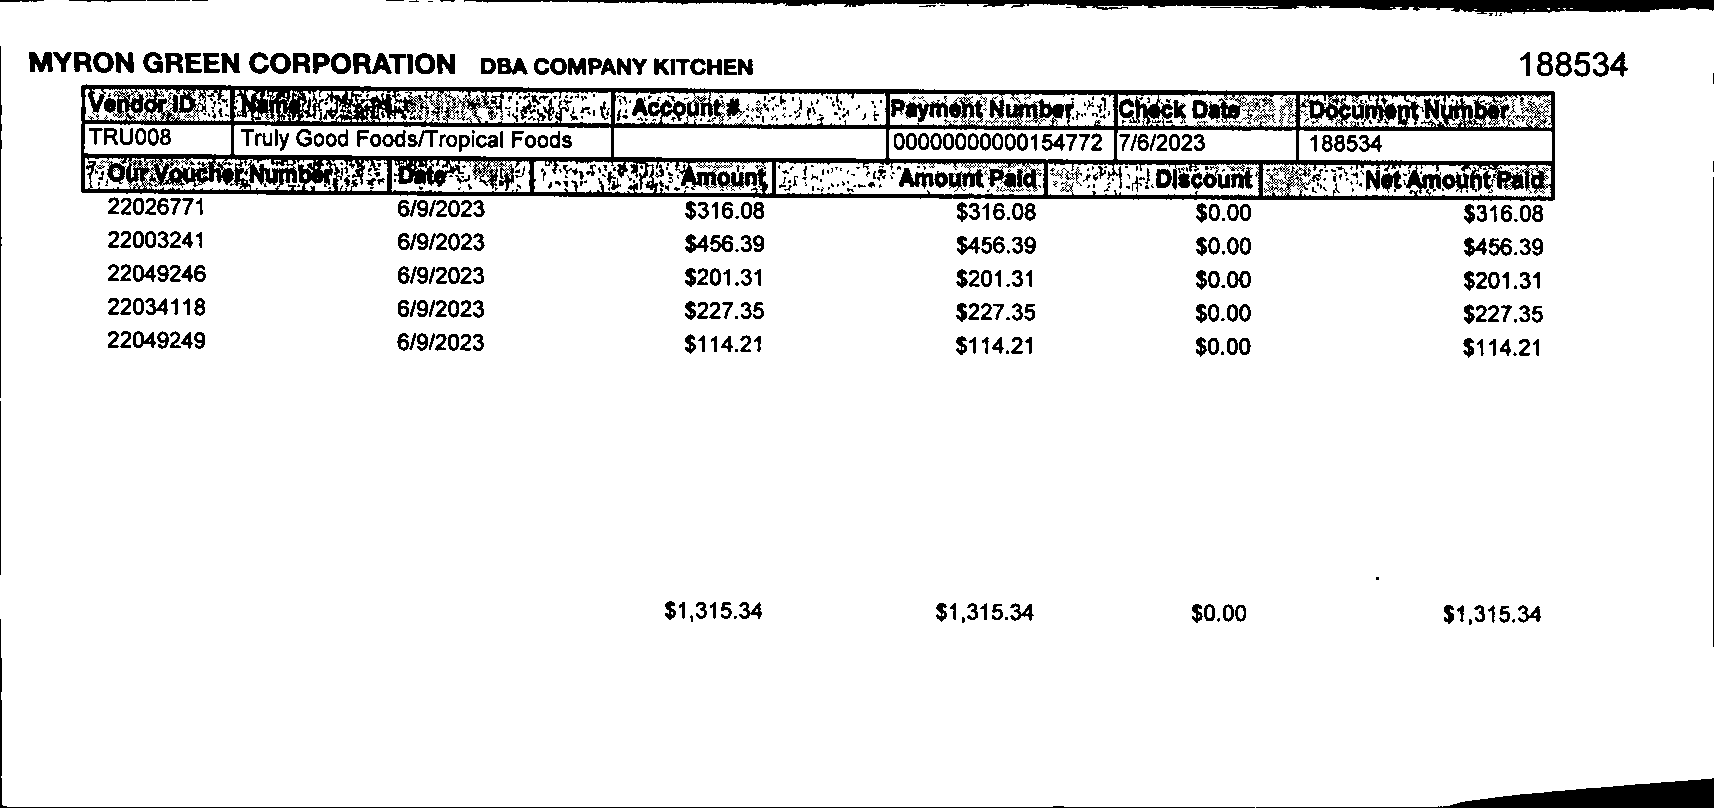 MYRON GREEN CORPORATION DBA COMPANY KITCHEN 188534
Vendor ID Name Account # Payment Number Check Date Document Number
TRU008 Truly Good Foods/Tropical Foods 00000000000154772 7/6/2023 188534
Our Voucher Number Date Amount Amount Paid Discount Net Amount Paid
22026771 6/9/2023 $316.08 $316.08 $0.00 $316.08
22003241 6/9/2023 $456.39 $456.39 $0.00 $456.39
22049246 6/9/2023 $201.31 $201.31 $0.00 $201.31
22034118 6/9/2023 $227.35 $227.35 $0.00 $227.35
22049249 6/9/2023 $114.21 $114.21 $0.00 $114.21
$1,315.34 $1,315.34 $0.00 $1,315.34